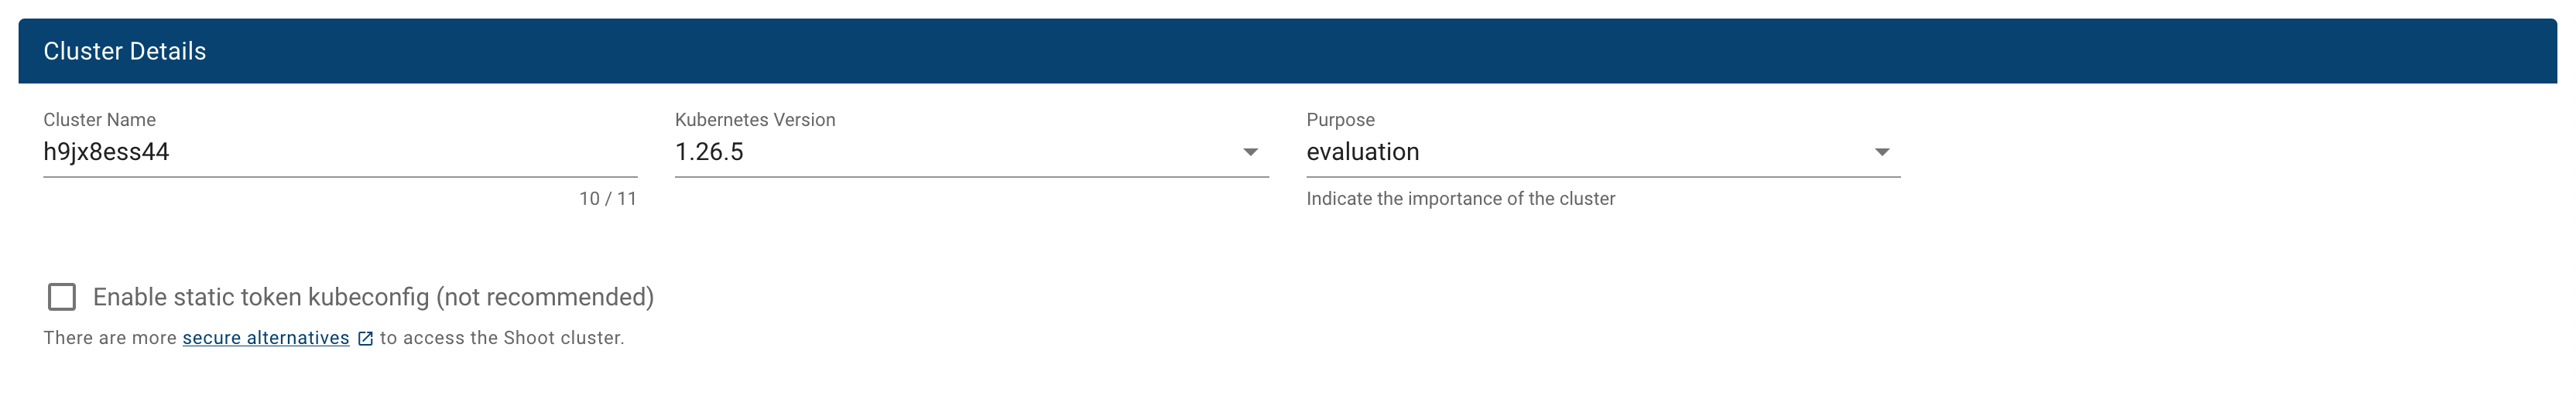 Cluster Details
Cluster Name
h9jx8ess44
10 / 11
Kubernetes Version
1.26.5
Purpose
evaluation
Indicate the importance of the cluster
Enable static token kubeconfig (not recommended)
There are more secure alternatives to access the Shoot cluster.